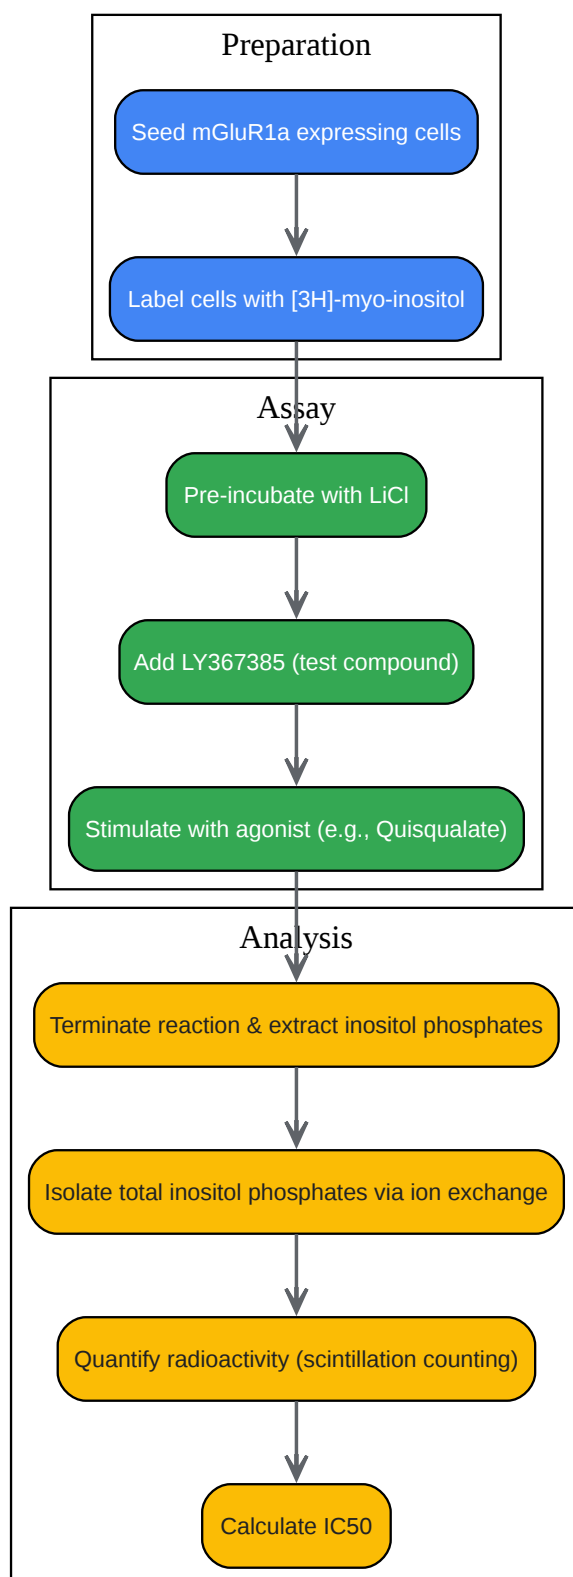 Preparation
Seed mGluR1a expressing cells
Label cells with [3H]-myo-inositol
Assay
Pre-incubate with LiCl
Add LY367385 (test compound)
Stimulate with agonist (e.g., Quisqualate)
Analysis
Terminate reaction & extract inositol phosphates
Isolate total inositol phosphates via ion exchange
Quantify radioactivity (scintillation counting)
Calculate IC50